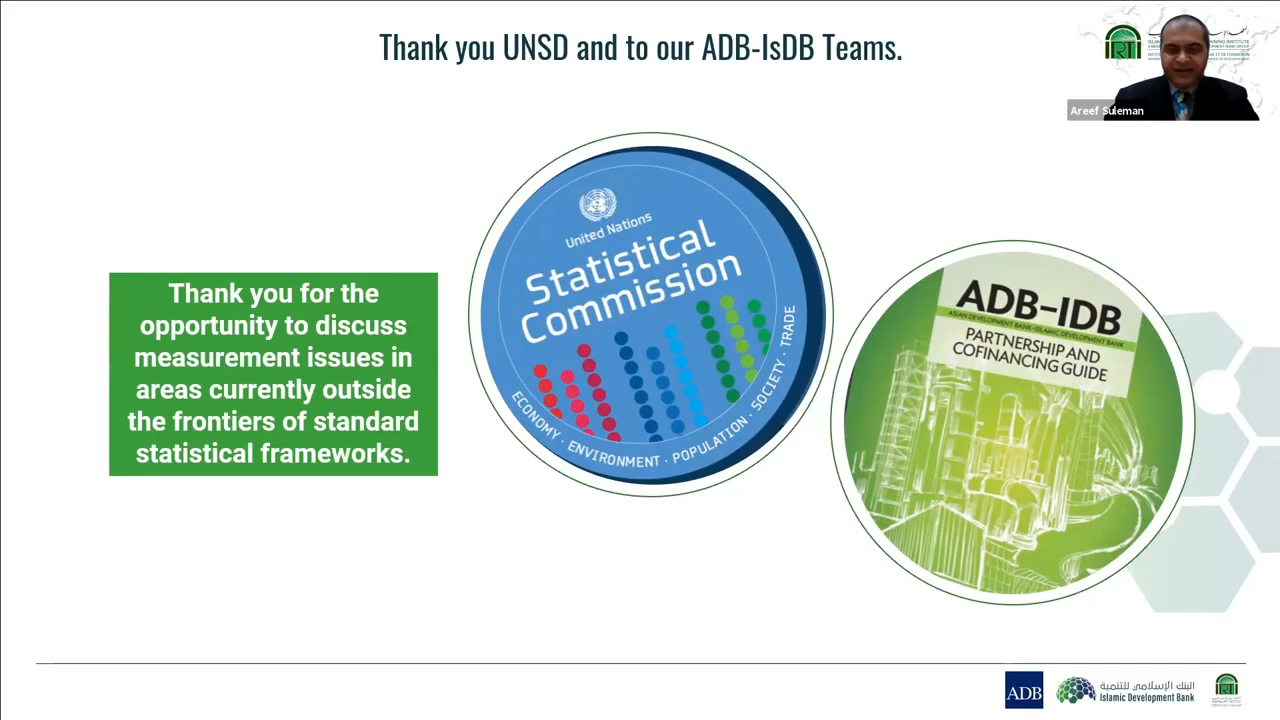 Thank you UNSD and to our ADB-IsDB Teams.
IRTI
Areef Suleman
Thank you for the
opportunity to discuss
measurement issues in
areas currently outside
the frontiers of standard
statistical frameworks.
United Nations
Statistical
Commission
ECONOMY · ENVIRONMENT · POPULATION · SOCIETY · TRADE
ADB–IDB
ASIAN DEVELOPMENT BANK–ISLAMIC DEVELOPMENT BANK
PARTNERSHIP AND
COFINANCING GUIDE
ADB
البنك الإسلامي للتنمية
Islamic Development Bank
IRTI